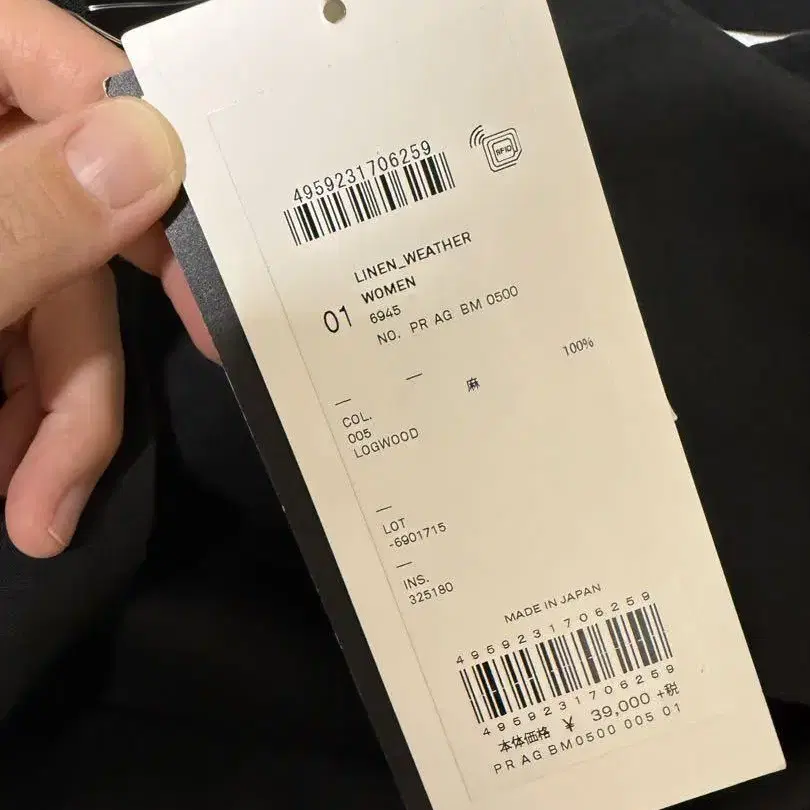 4959231706259
RFID
LINEN_WEATHER
WOMEN
01 6945
NO. PR AG BM 0500
麻 100%
COL.
005
LOGWOOD
LOT
-6901715
INS.
325180
MADE IN JAPAN
4959231706259
4959231706259
本体価格 ¥ 39,000 +税
PR AG BM0500 005 01